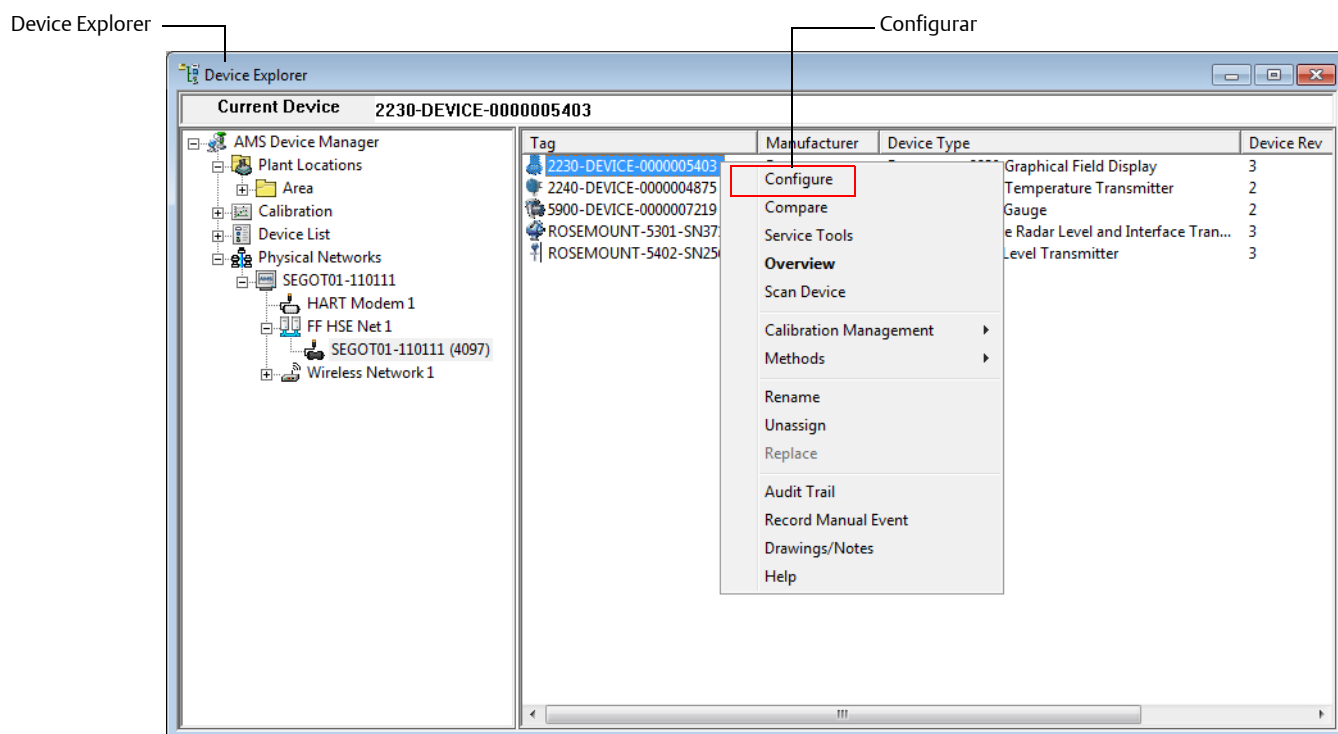 Device Explorer
Configurar
Device Explorer
Current Device 2230-DEVICE-0000005403
AMS Device Manager
Plant Locations
Area
Calibration
Device List
Physical Networks
SEGOT01-110111
HART Modem 1
FF HSE Net 1
SEGOT01-110111 (4097)
Wireless Network 1
Tag Manufacturer Device Type Device Rev
2230-DEVICE-0000005403 Graphical Field Display 3
2240-DEVICE-0000004875 Temperature Transmitter 2
5900-DEVICE-0000007219 Gauge 2
ROSEMOUNT-5301-SN37 e Radar Level and Interface Tran... 3
ROSEMOUNT-5402-SN25 Level Transmitter 3
Configure
Compare
Service Tools
Overview
Scan Device
Calibration Management
Methods
Rename
Unassign
Replace
Audit Trail
Record Manual Event
Drawings/Notes
Help